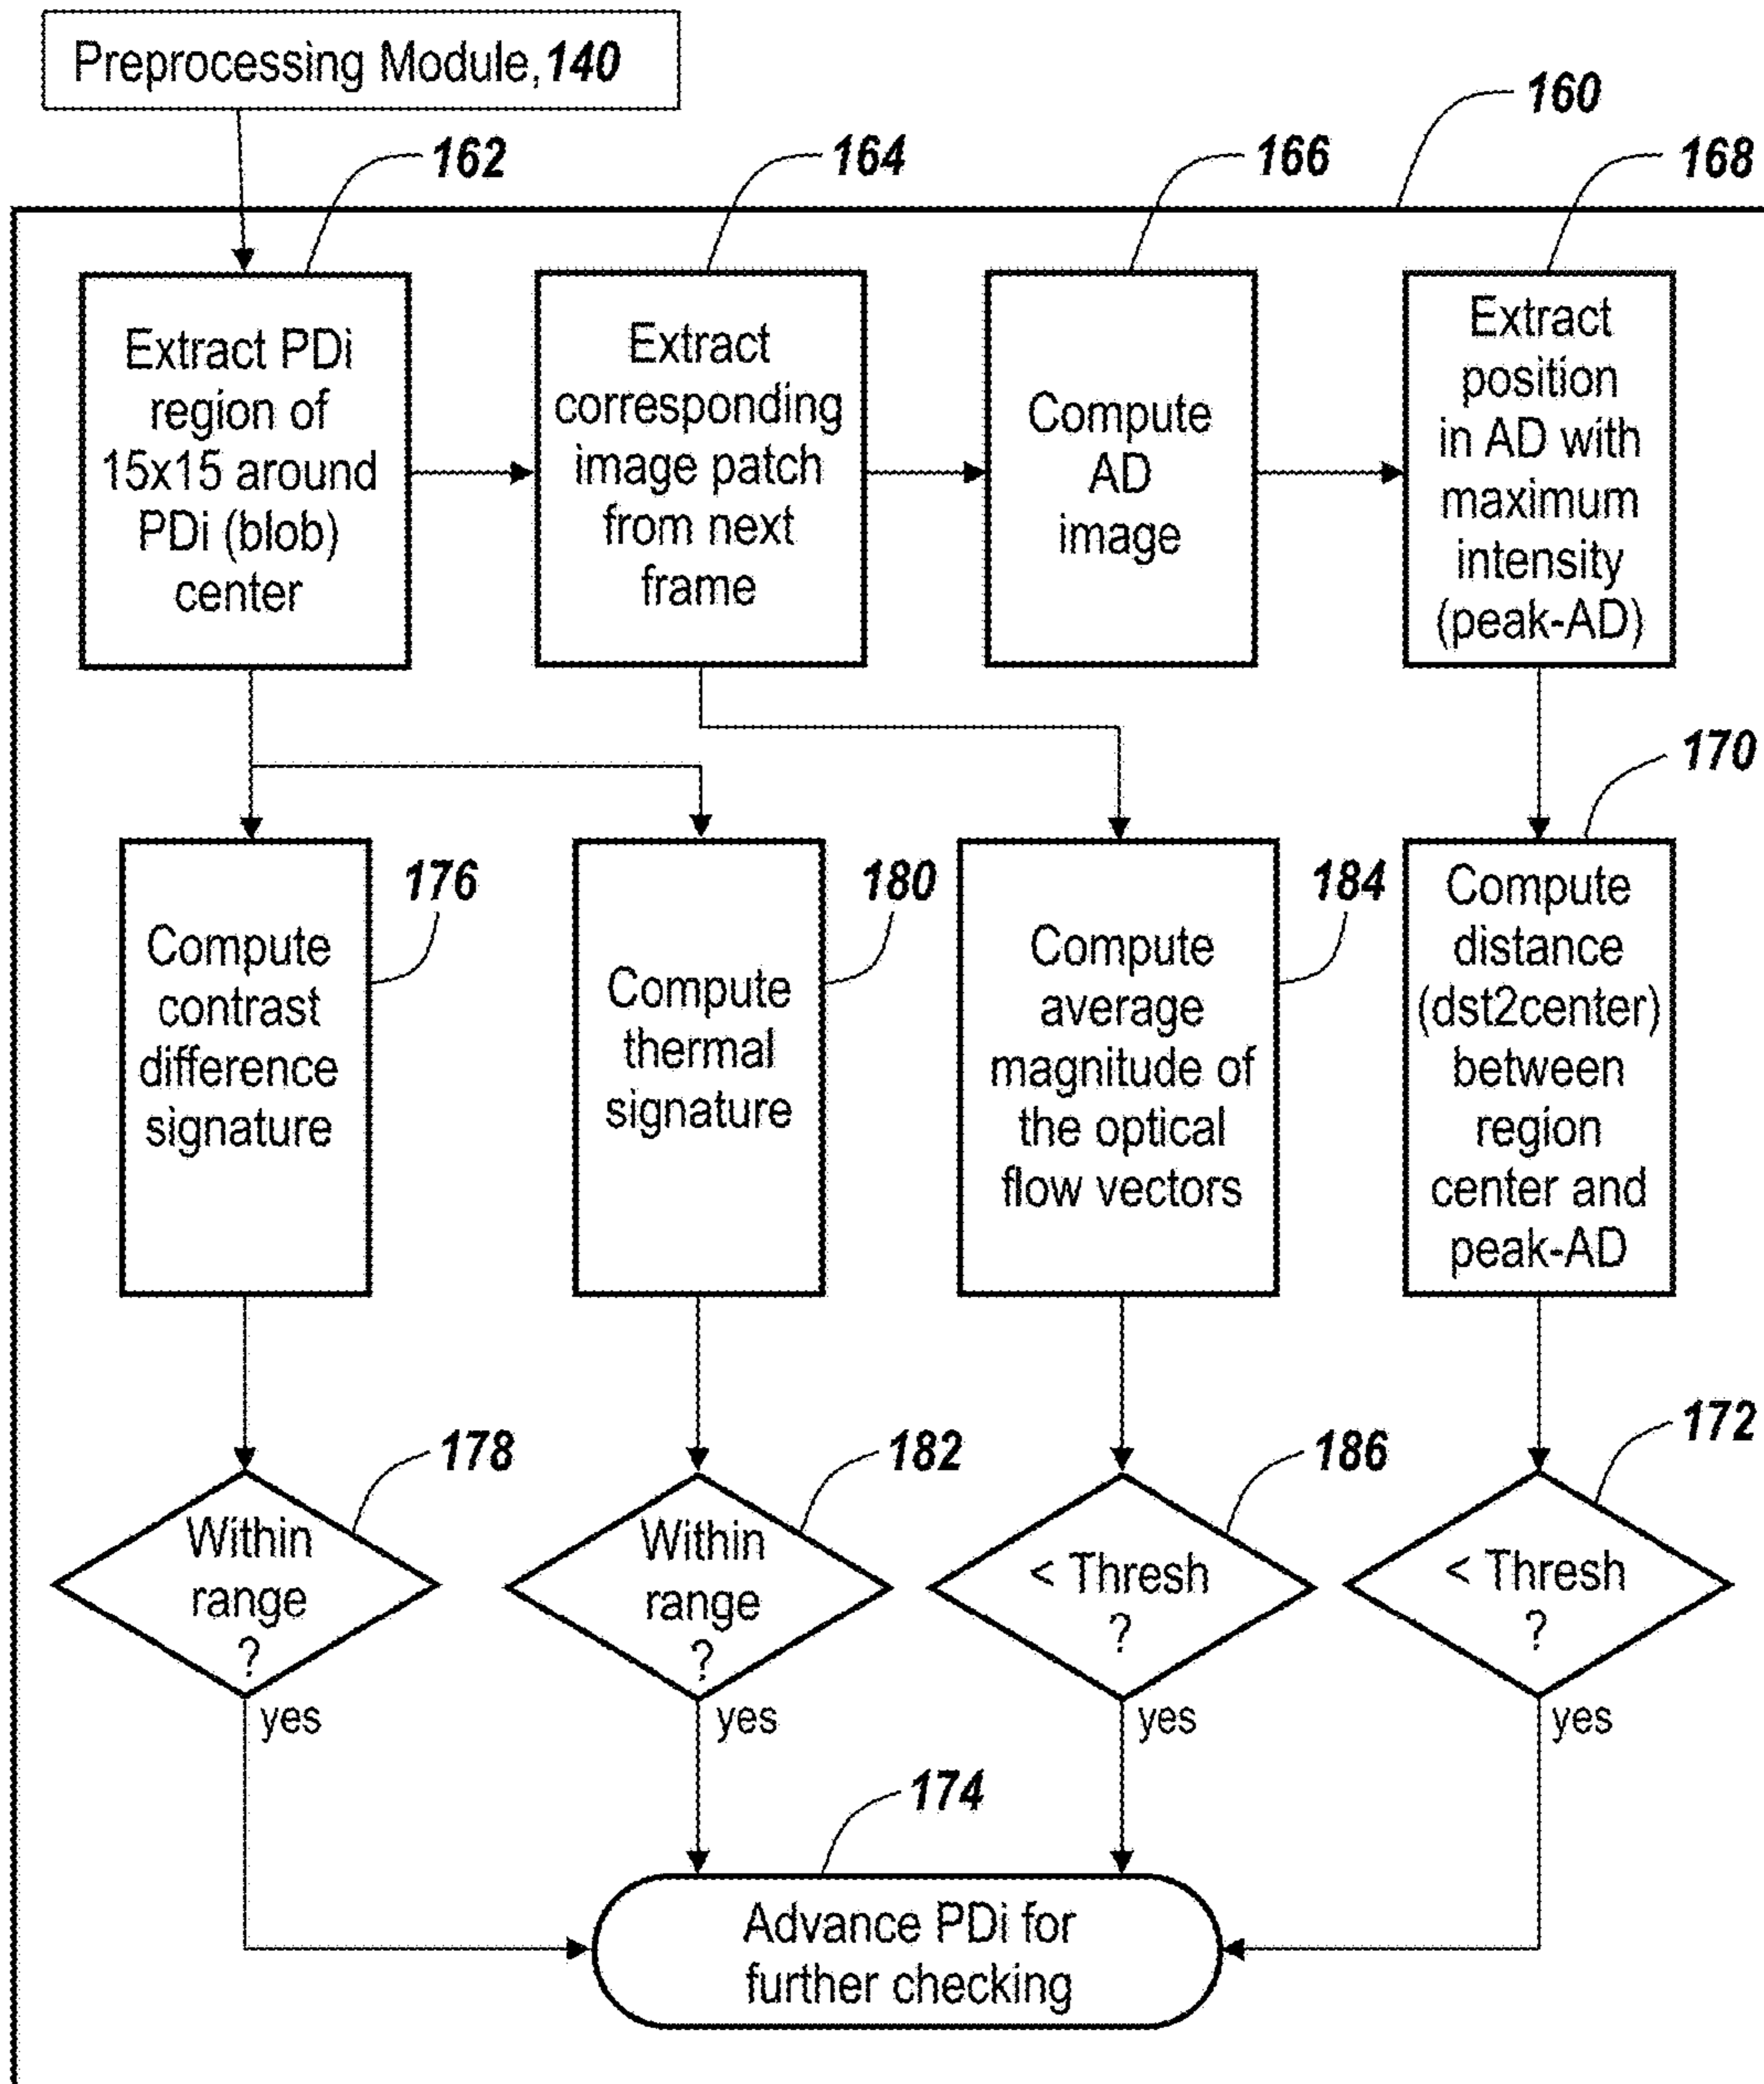 Preprocessing Module, 140
160
162
164
166
168
Extract PDi
region of
15x15 around
PDi (blob)
center
Extract
corresponding
image patch
from next
frame
Compute
AD
image
Extract
position
in AD with
maximum
intensity
(peak-AD)
170
176
180
184
Compute
contrast
difference
signature
Compute
thermal
signature
Compute
average
magnitude of
the optical
flow vectors
Compute
distance
(dst2center)
between
region
center and
peak-AD
178
182
186
172
Within
range
?
Within
range
?
< Thresh
?
< Thresh
?
yes
yes
yes
yes
174
Advance PDi for
further checking